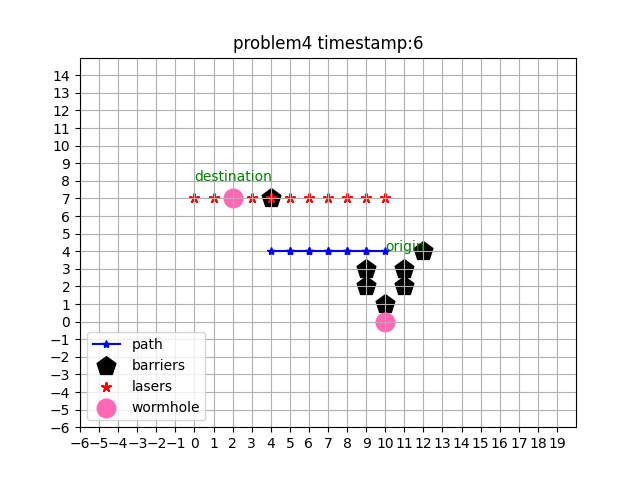 problem4 timestamp:6
14
13
12
11
10
9
8
7
6
5
4
3
2
1
0
−1
−2
−3
−4
−5
−6
destination
origin
path
barriers
lasers
wormhole
−6 −5 −4 −3 −2 −1 0 1 2 3 4 5 6 7 8 9 10 11 12 13 14 15 16 17 18 19